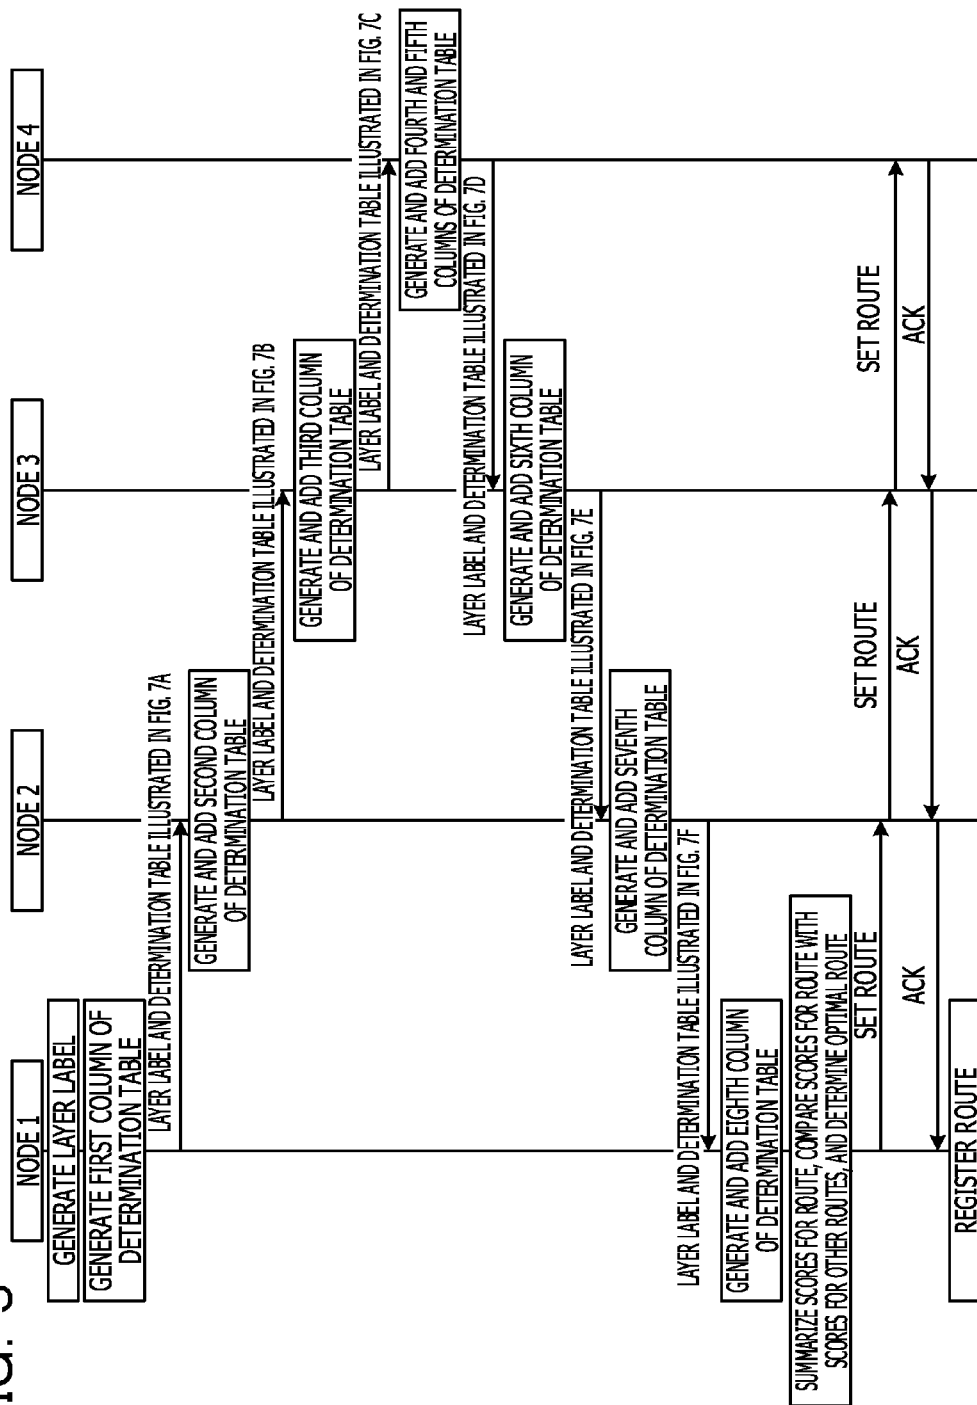 NODE 1
NODE 2
NODE 3
NODE 4
GENERATE LAYER LABEL
GENERATE FIRST COLUMN OF
DETERMINATION TABLE
LAYER LABEL AND DETERMINATION TABLE ILLUSTRATED IN FIG. 7A
GENERATE AND ADD SECOND COLUMN
OF DETERMINATION TABLE
LAYER LABEL AND DETERMINATION TABLE ILLUSTRATED IN FIG. 7B
GENERATE AND ADD THIRD COLUMN
OF DETERMINATION TABLE
LAYER LABEL AND DETERMINATION TABLE ILLUSTRATED IN FIG. 7C
GENERATE AND ADD FOURTH AND FIFTH
COLUMNS OF DETERMINATION TABLE
LAYER LABEL AND DETERMINATION TABLE ILLUSTRATED IN FIG. 7D
GENERATE AND ADD SIXTH COLUMN
OF DETERMINATION TABLE
LAYER LABEL AND DETERMINATION TABLE ILLUSTRATED IN FIG. 7E
GENERATE AND ADD SEVENTH
COLUMN OF DETERMINATION TABLE
LAYER LABEL AND DETERMINATION TABLE ILLUSTRATED IN FIG. 7F
GENERATE AND ADD EIGHTH COLUMN
OF DETERMINATION TABLE
SUMMARIZE SCORES FOR ROUTE, COMPARE SCORES FOR ROUTE WITH
SCORES FOR OTHER ROUTES, AND DETERMINE OPTIMAL ROUTE
SET ROUTE
SET ROUTE
SET ROUTE
ACK
ACK
ACK
REGISTER ROUTE